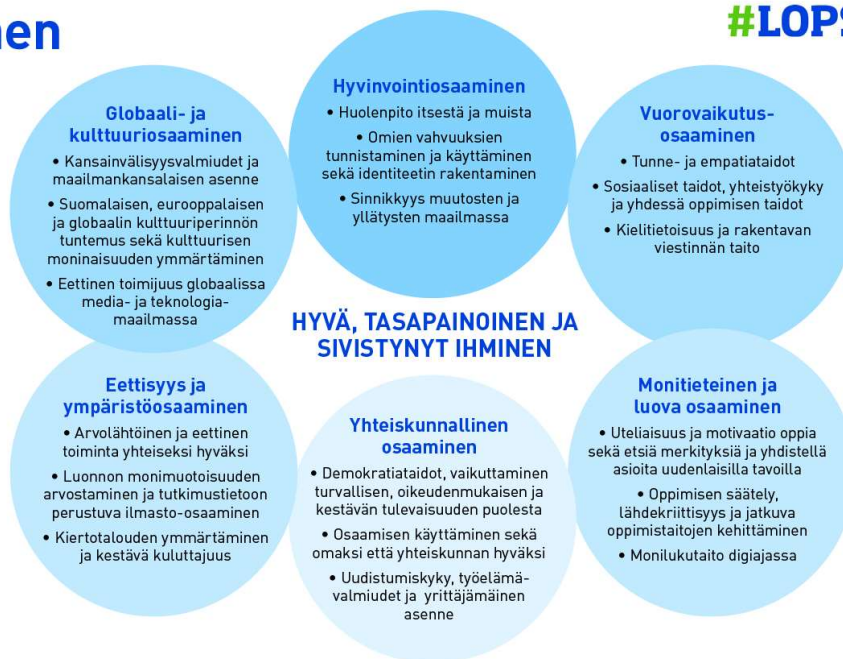 nen
#LOPS
Globaali- ja
kulttuuriosaaminen
• Kansainvälisyysvalmiudet ja
maailmankansalaisen asenne
• Suomalaisen, eurooppalaisen
ja globaalin kulttuuriperinnön
tuntemus sekä kulttuurisen
moninaisuuden ymmärtäminen
• Eettinen toimijuus globaalissa
media- ja teknologia-
maailmassa
Hyvinvointiosaaminen
• Huolenpito itsestä ja muista
• Omien vahvuuksien
tunnistaminen ja käyttäminen
sekä identiteetin rakentaminen
• Sinnikkyys muutosten ja
yllätysten maailmassa
Vuorovaikutus-
osaaminen
• Tunne- ja empatiataidot
• Sosiaaliset taidot, yhteistyökyky
ja yhdessä oppimisen taidot
• Kielitietoisuus ja rakentavan
viestinnän taito
HYVÄ, TASAPAINOINEN JA
SIVISTYNYT IHMINEN
Eettisyys ja
ympäristöosaaminen
• Arvolähtöinen ja eettinen
toiminta yhteiseksi hyväksi
• Luonnon monimuotoisuuden
arvostaminen ja tutkimustietoon
perustuva ilmasto-osaaminen
• Kiertotalouden ymmärtäminen
ja kestävä kuluttajuus
Yhteiskunnallinen
osaaminen
• Demokratiataidot, vaikuttaminen
turvallisen, oikeudenmukaisen ja
kestävän tulevaisuuden puolesta
• Osaamisen käyttäminen sekä
omaksi että yhteiskunnan hyväksi
• Uudistumiskyky, työelämä-
valmiudet ja yrittäjämäinen
asenne
Monitieteinen ja
luova osaaminen
• Uteliaisuus ja motivaatio oppia
sekä etsiä merkityksiä ja yhdistellä
asioita uudenlaisilla tavoilla
• Oppimisen säätely,
lähdekriittisyys ja jatkuva
oppimistaitojen kehittäminen
• Monilukutaito digiajassa